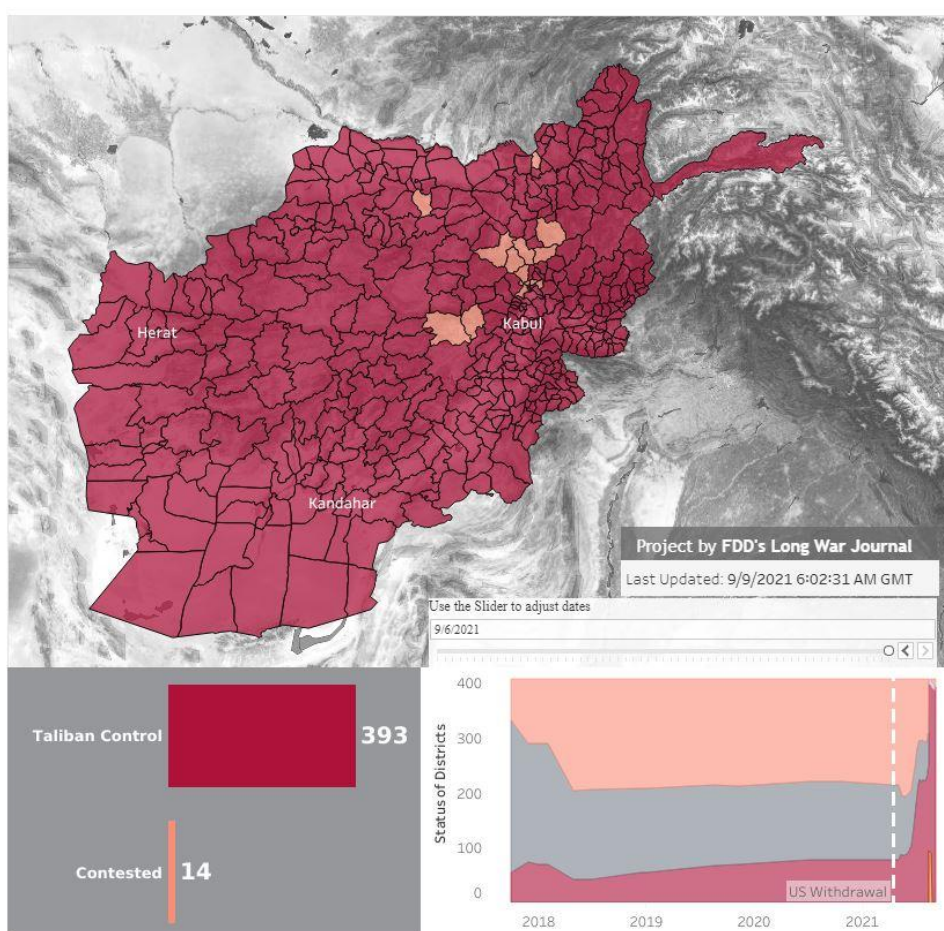 Herat
Kabul
Kandahar
Project by FDD's Long War Journal
Last Updated: 9/9/2021 6:02:31 AM GMT
Use the Slider to adjust dates
9/6/2021
Taliban Control
393
Contested
14
Status of Districts
400
300
200
100
0
US Withdrawal
2018
2019
2020
2021